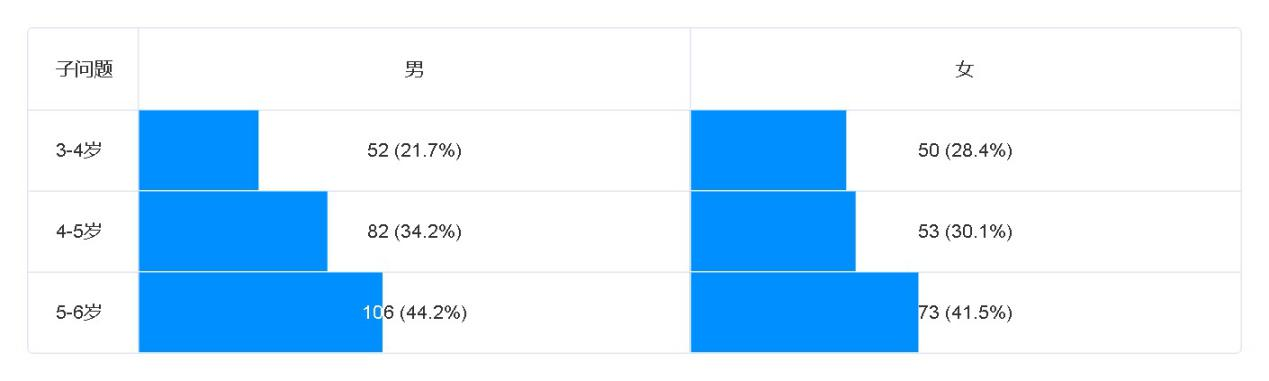 子问题 男 女
3-4岁 52 (21.7%) 50 (28.4%)
4-5岁 82 (34.2%) 53 (30.1%)
5-6岁 106 (44.2%) 73 (41.5%)